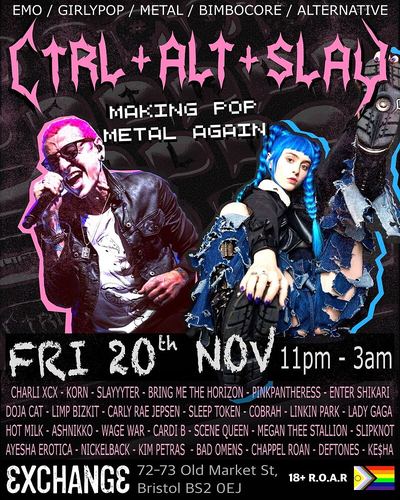 EMO / GIRLYPOP / METAL / BIMBOCORE / ALTERNATIVE
CTRL + ALT + SLAY
MAKING POP
METAL AGAIN
FRI 20th NOV 11pm - 3am
CHARLI XCX - KORN - SLAYYYTER - BRING ME THE HORIZON - PINKPANTHERESS - ENTER SHIKARI
DOJA CAT - LIMP BIZKIT - CARLY RAE JEPSEN - SLEEP TOKEN - COBRAH - LINKIN PARK - LADY GAGA
HOT MILK - ASHNIKKO - WAGE WAR - CARDI B - SCENE QUEEN - MEGAN THEE STALLION - SLIPKNOT
AYESHA EROTICA - NICKELBACK - KIM PETRAS - BAD OMENS - CHAPPEL ROAN - DEFTONES - KE$HA
EXCHANGE
72-73 Old Market St,
Bristol BS2 0EJ
18+ R.O.A.R